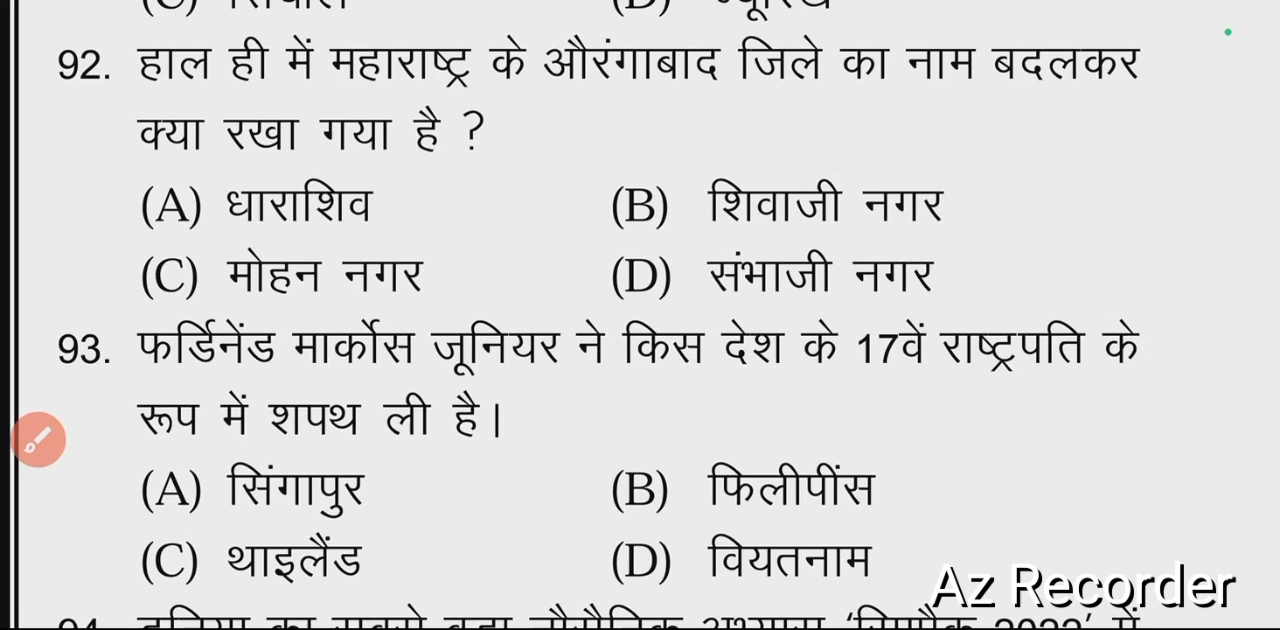 92. हाल ही में महाराष्ट्र के औरंगाबाद जिले का नाम बदलकर
क्या रखा गया है ?
(A) धाराशिव (B) शिवाजी नगर
(C) मोहन नगर (D) संभाजी नगर
93. फर्डिनेंड मार्कोस जूनियर ने किस देश के 17वें राष्ट्रपति के
रूप में शपथ ली है।
(A) सिंगापुर (B) फिलीपींस
(C) थाइलैंड (D) वियतनाम
Az Recorder